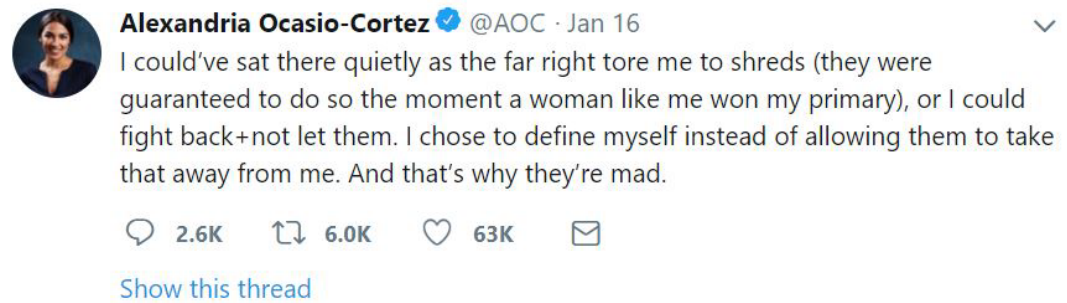 Alexandria Ocasio-Cortez @AOC · Jan 16
I could've sat there quietly as the far right tore me to shreds (they were
guaranteed to do so the moment a woman like me won my primary), or I could
fight back+not let them. I chose to define myself instead of allowing them to take
that away from me. And that's why they're mad.
2.6K 6.0K 63K
Show this thread